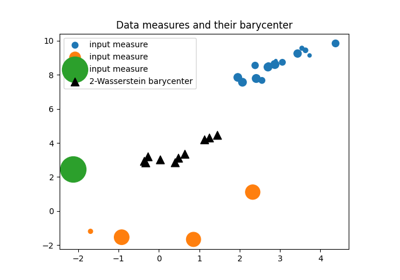 Data measures and their barycenter
input measure
input measure
input measure
2-Wasserstein barycenter
10
8
6
4
2
0
−2
−2
−1
0
1
2
3
4